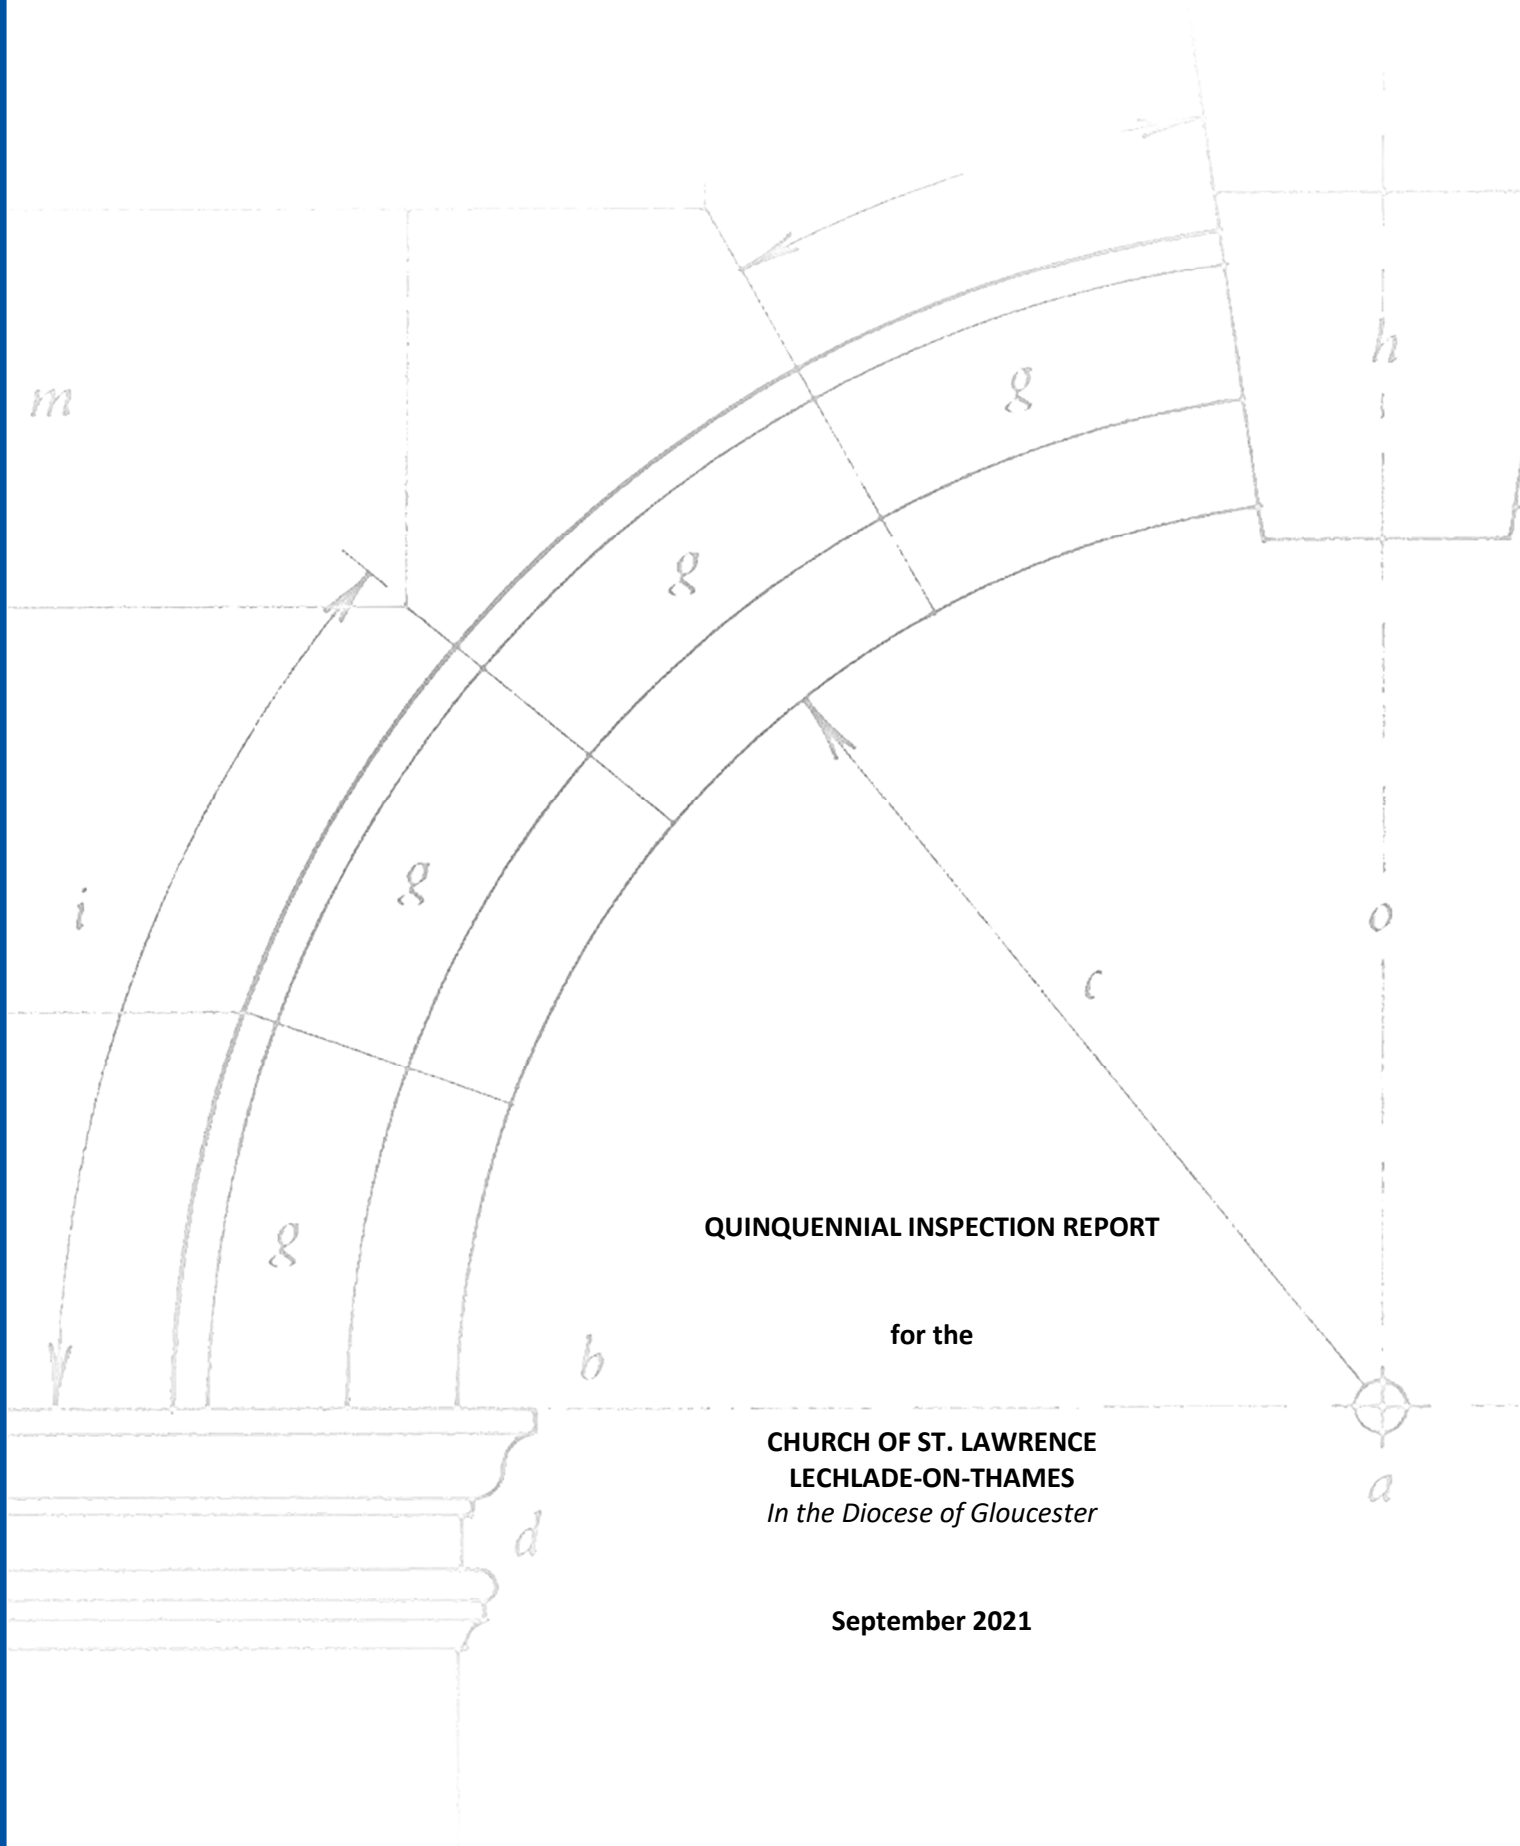 h
m
g
g
g
i
o
c
QUINQUENNIAL INSPECTION REPORT
g
for the
b
CHURCH OF ST. LAWRENCE
LECHLADE-ON-THAMES
a
In the Diocese of Gloucester
d
September 2021